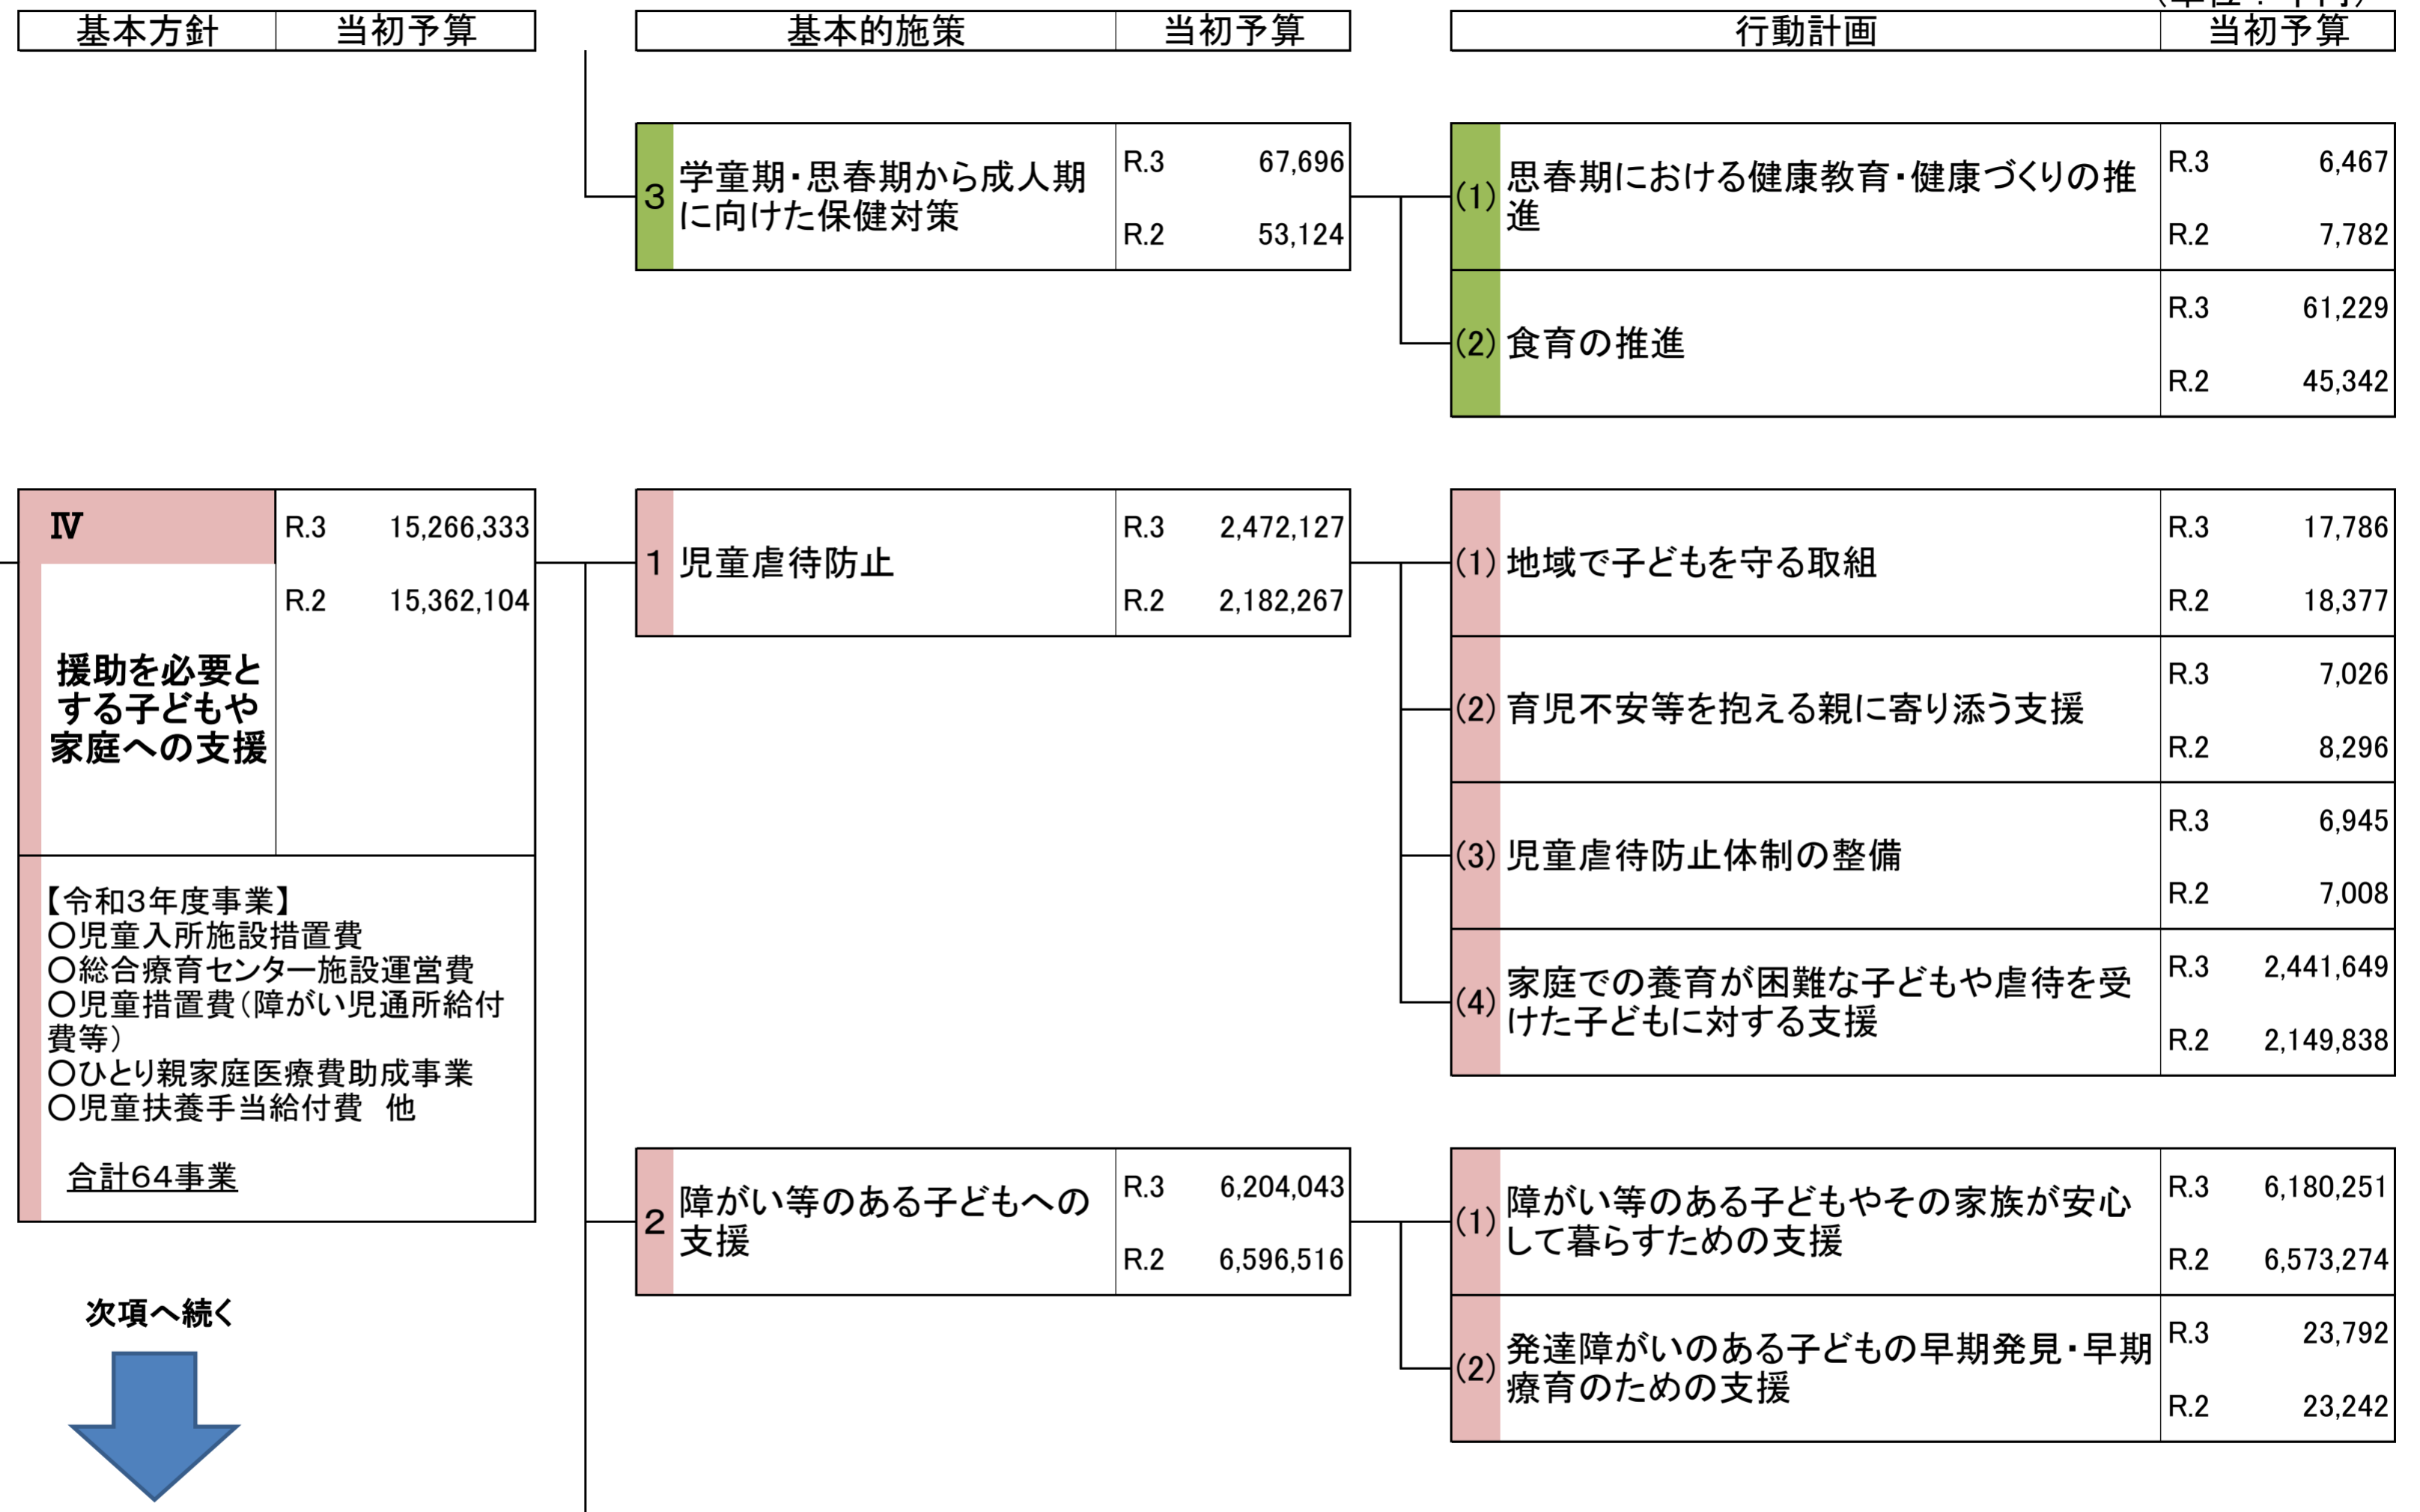 (単位：千円)
基本方針 当初予算 基本的施策 当初予算 行動計画 当初予算
3 学童期・思春期から成人期
に向けた保健対策
R.3 67,696
R.2 53,124
(1) 思春期における健康教育・健康づくりの推
進
R.3 6,467
R.2 7,782
(2) 食育の推進
R.3 61,229
R.2 45,342
Ⅳ
援助を必要と
する子どもや
家庭への支援
R.3 15,266,333
R.2 15,362,104
【令和３年度事業】
○児童入所施設措置費
○総合療育センター施設運営費
○児童措置費（障がい児通所給付
費等）
○ひとり親家庭医療費助成事業
○児童扶養手当給付費　他
合計６４事業
1 児童虐待防止
R.3 2,472,127
R.2 2,182,267
(1) 地域で子どもを守る取組
R.3 17,786
R.2 18,377
(2) 育児不安等を抱える親に寄り添う支援
R.3 7,026
R.2 8,296
(3) 児童虐待防止体制の整備
R.3 6,945
R.2 7,008
(4) 家庭での養育が困難な子どもや虐待を受
けた子どもに対する支援
R.3 2,441,649
R.2 2,149,838
2 障がい等のある子どもへの
支援
R.3 6,204,043
R.2 6,596,516
(1) 障がい等のある子どもやその家族が安心
して暮らすための支援
R.3 6,180,251
R.2 6,573,274
(2) 発達障がいのある子どもの早期発見・早期
療育のための支援
R.3 23,792
R.2 23,242
次項へ続く